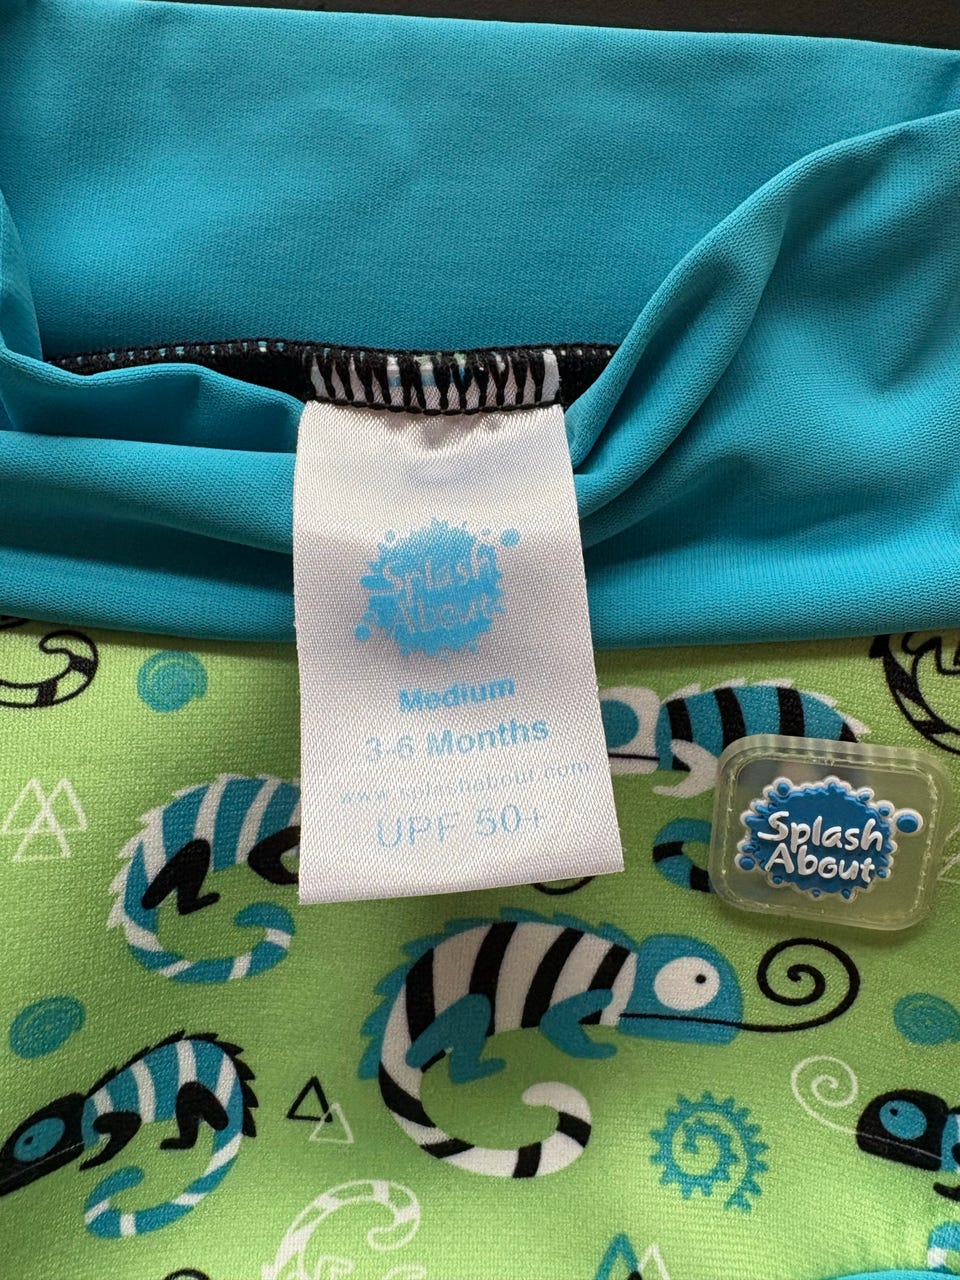 Splash
About
Medium
3-6 Months
www.splashabout.com
UPF 50+
Splash
About